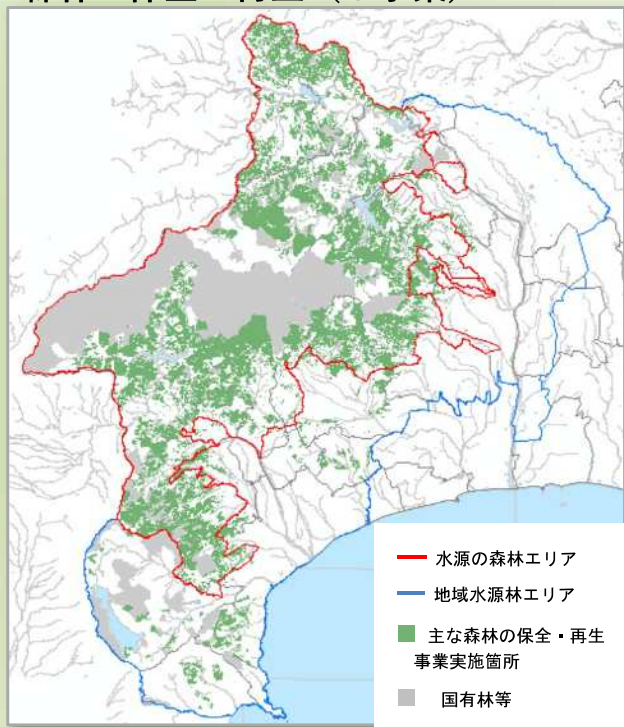 水源の森林エリア
地域水源林エリア
主な森林の保全・再生
事業実施箇所
国有林等